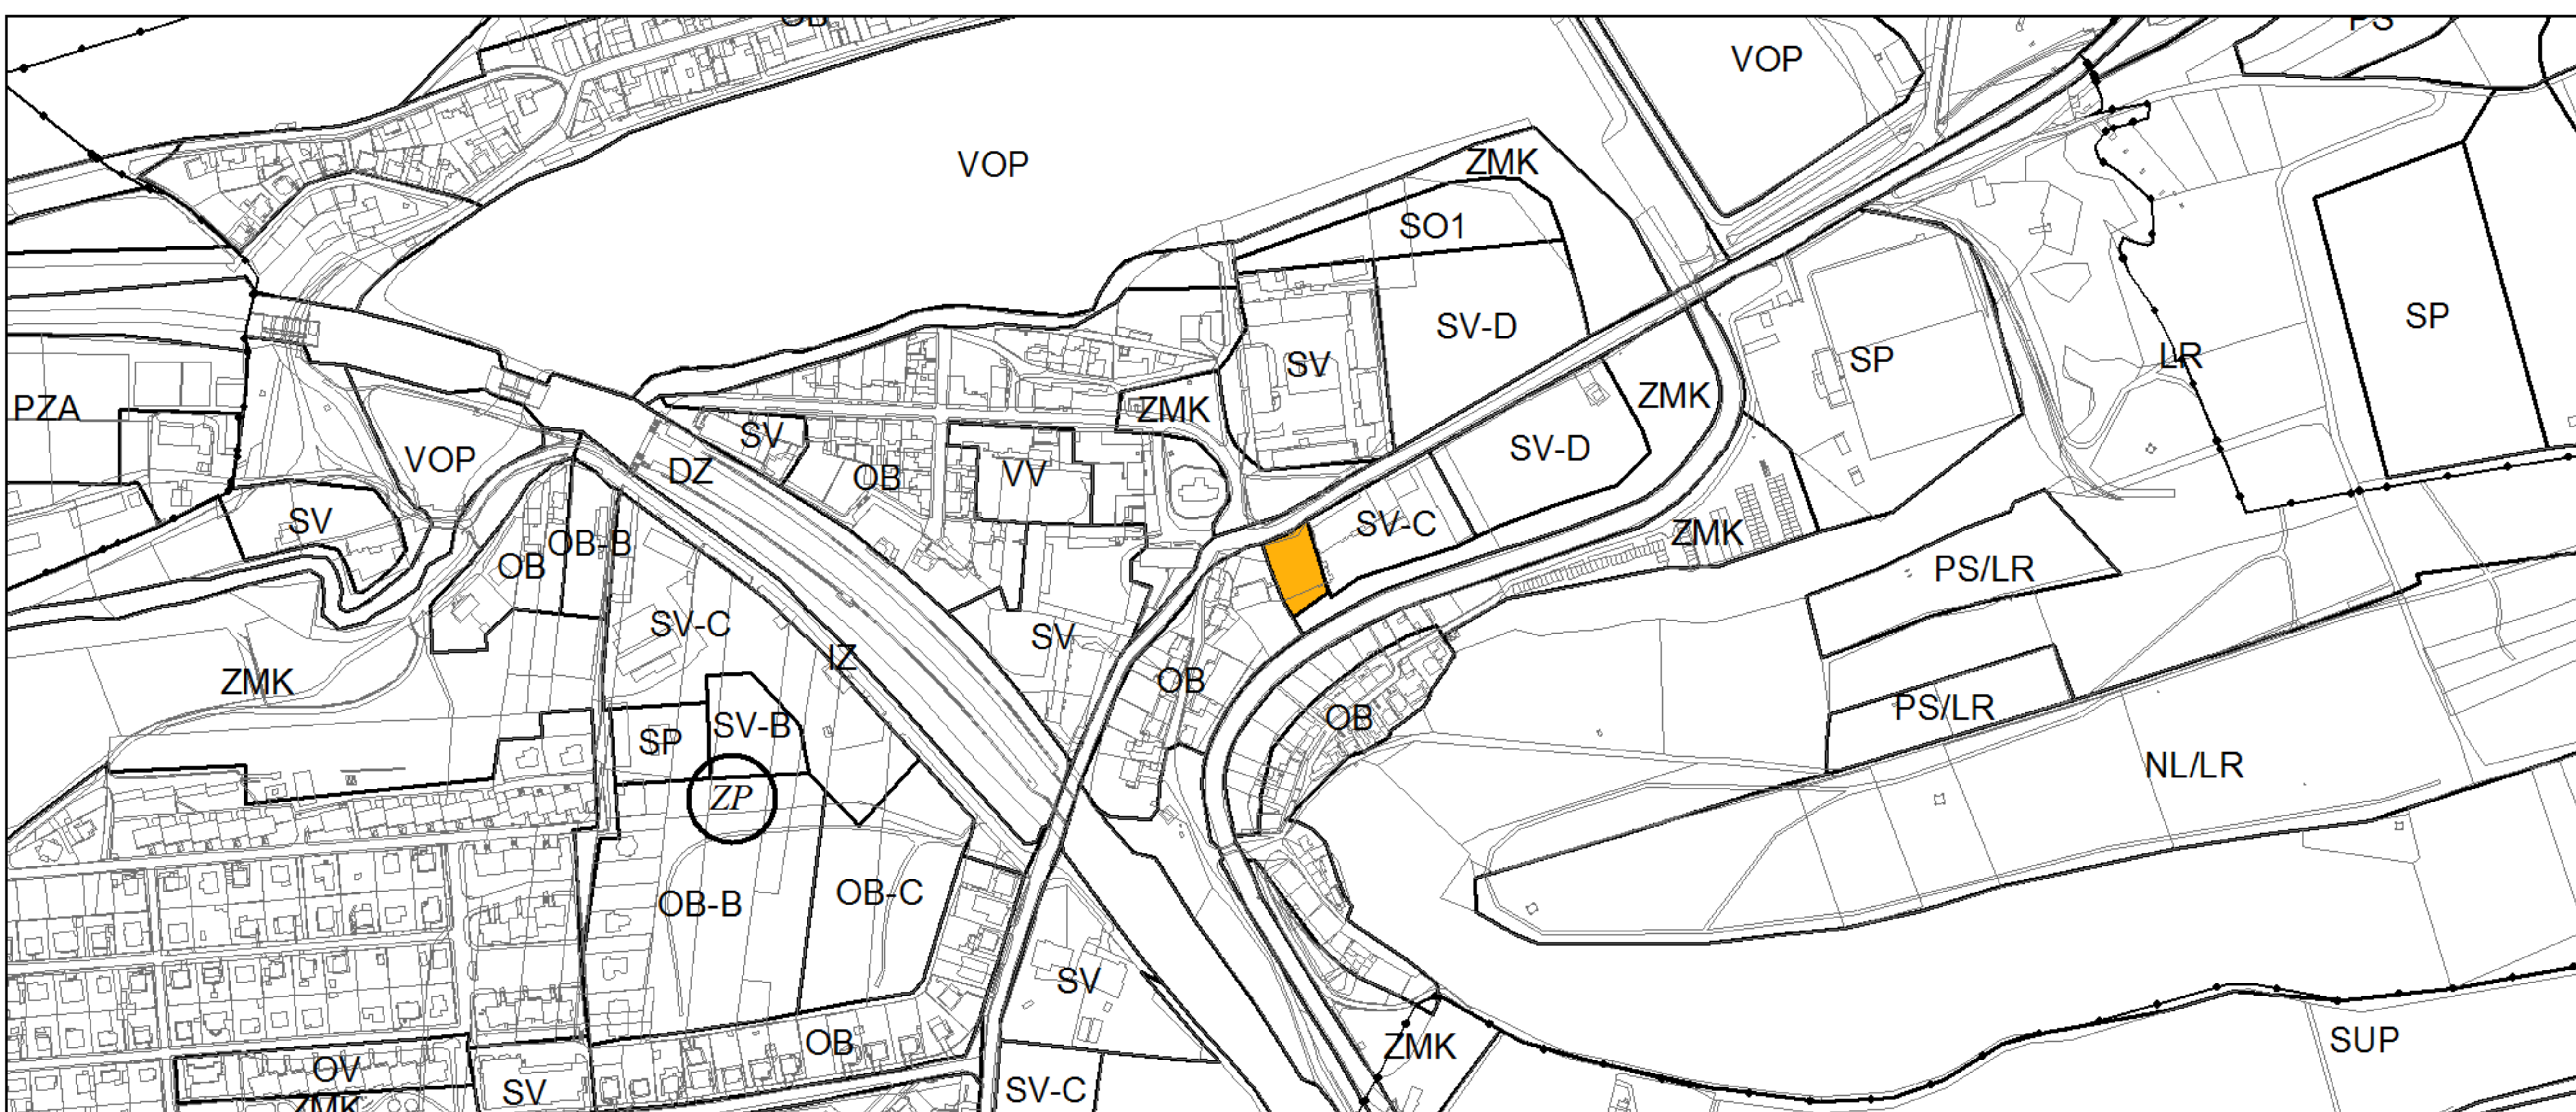 OB
PS
VOP
VOP
ZMK
SO1
SP
SV-D
LR
SP
SV
PZA
ZMK
ZMK
SV
SV-D
VOP
DZ
OB
VV
SV
SV-C
ZMK
OB-B
OB
PS/LR
SV-C
SV
IZ
ZMK
OB
PS/LR
OB
SV-B
SP
NL/LR
ZP
OB-C
OB-B
SV
SUP
OB
ZMK
OV
SV
SV-C
ZMK